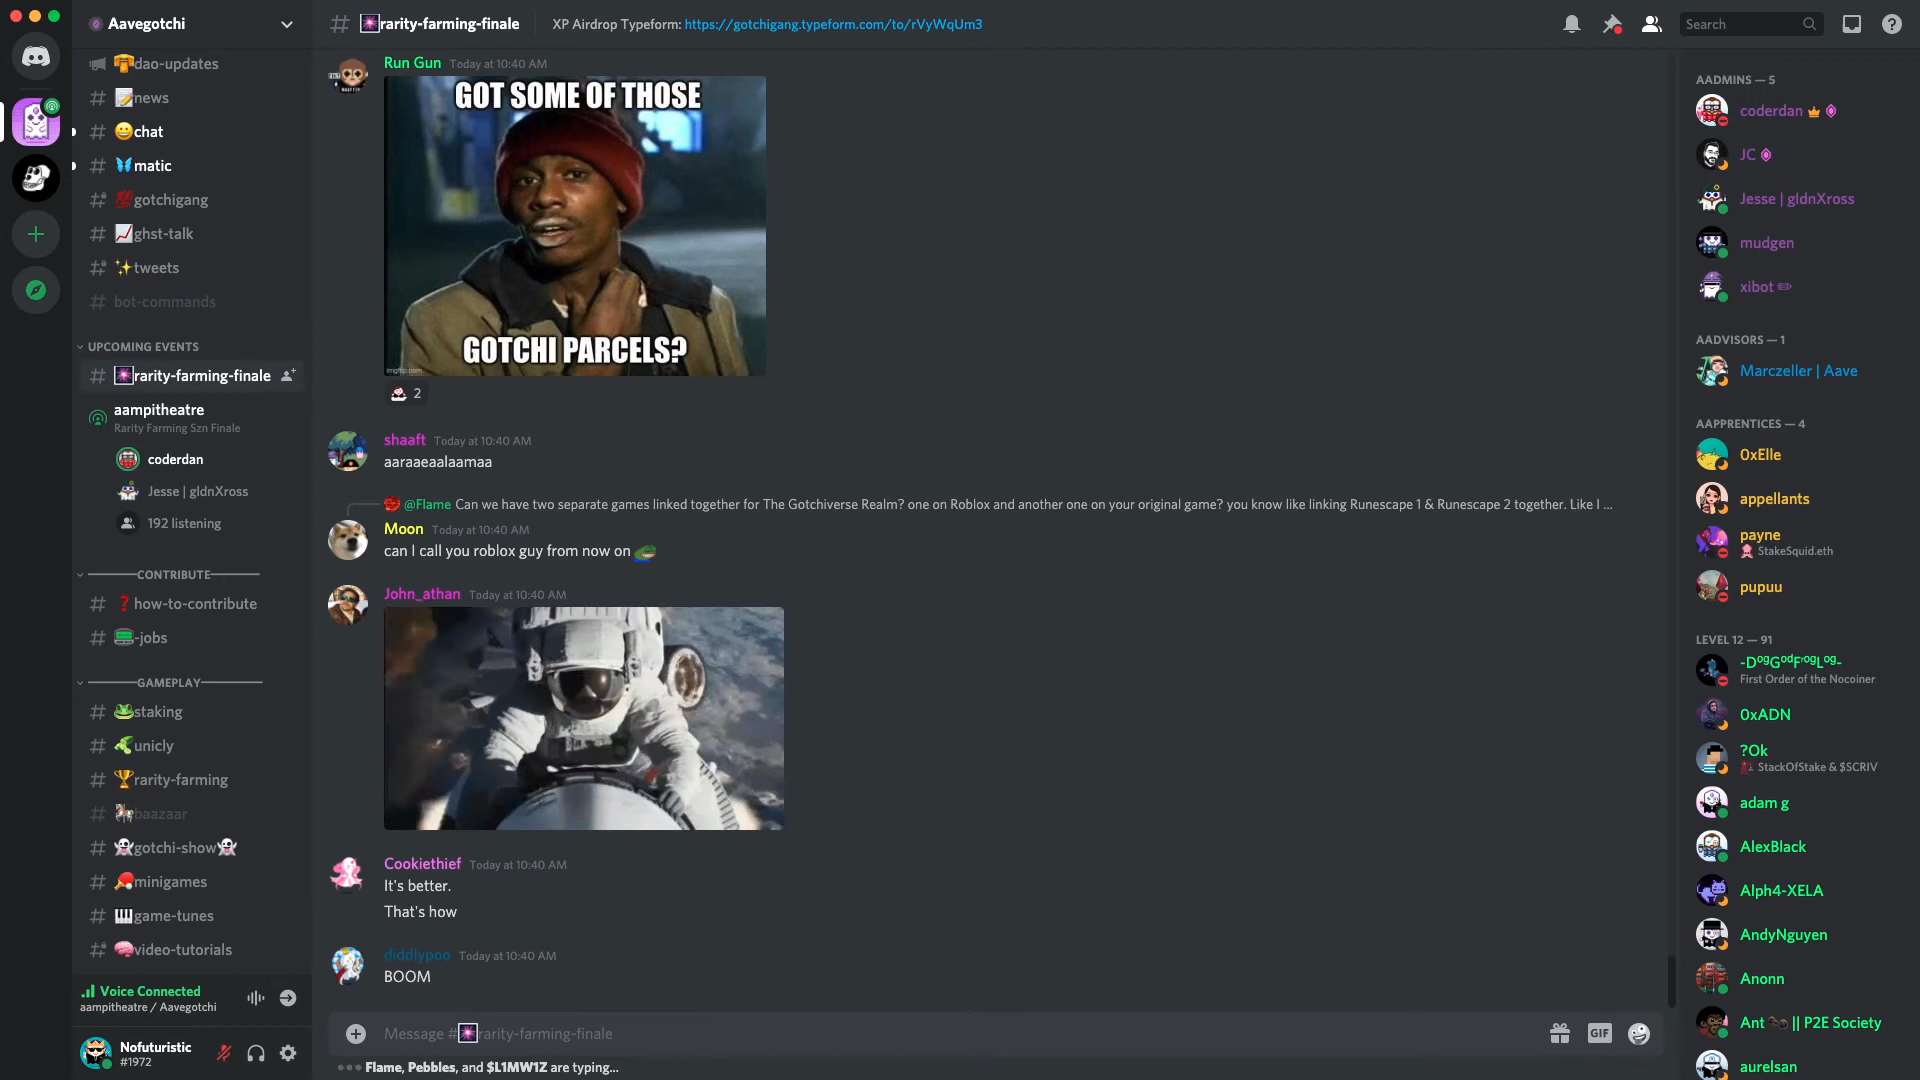 Aavegotchi
dao-updates
news
chat
matic
gotchigang
ghst-talk
tweets
bot-commands
UPCOMING EVENTS
rarity-farming-finale
aampitheatre
Rarity Farming Szn Finale
coderdan
Jesse | gldnXross
192 listening
CONTRIBUTE
how-to-contribute
-jobs
GAMEPLAY
staking
unicly
rarity-farming
baazaar
gotchi-show
minigames
game-tunes
video-tutorials
Voice Connected
aampitheatre / Aavegotchi
Nofuturistic
#1972
rarity-farming-finale
XP Airdrop Typeform: https://gotchigang.typeform.com/to/rVyWqUm3
Search
Run Gun Today at 10:40 AM
GOT SOME OF THOSE
GOTCHI PARCELS?
imgflip.com
2
shaaft Today at 10:40 AM
aaraaeaalaamaa
@Flame Can we have two separate games linked together for The Gotchiverse Realm? one on Roblox and another one on your original game? you know like linking Runescape 1 & Runescape 2 together. Like I ...
Moon Today at 10:40 AM
can I call you roblox guy from now on
John_athan Today at 10:40 AM
Cookiethief Today at 10:40 AM
It's better.
That's how
diddlypoo Today at 10:40 AM
BOOM
Message #rarity-farming-finale
GIF
Flame, Pebbles, and $L1MW1Z are typing...
AADMINS — 5
coderdan
JC
Jesse | gldnXross
mudgen
xibot
AADVISORS — 1
Marczeller | Aave
AAPRENTICES — 4
0xElle
appellants
payne
StakeSquid.eth
pupuu
LEVEL 12 — 91
-DᵒᵍGᵒᵈFʳᵒᵍLᵒᵍ-
First Order of the Nocoiner
0xADN
?Ok
StackOfStake & $SCRIV
adam g
AlexBlack
Alph4-XELA
AndyNguyen
Anonn
Ant || P2E Society
aurelsan